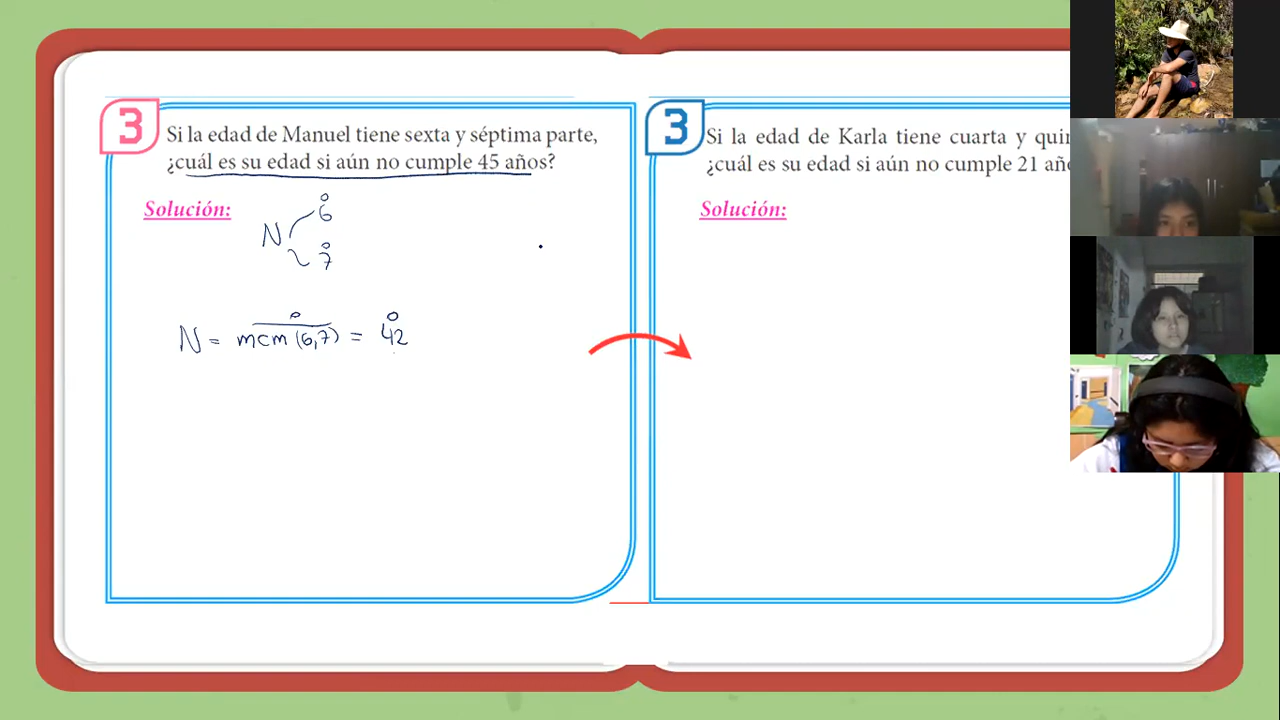 3
Si la edad de Manuel tiene sexta y séptima parte,
¿cuál es su edad si aún no cumple 45 años?
Solución:
N
6̊
7̊
N = mcm (6,7) = 42
3
Si la edad de Karla tiene cuarta y
¿cuál es su edad si aún no cumple 21
Solución: